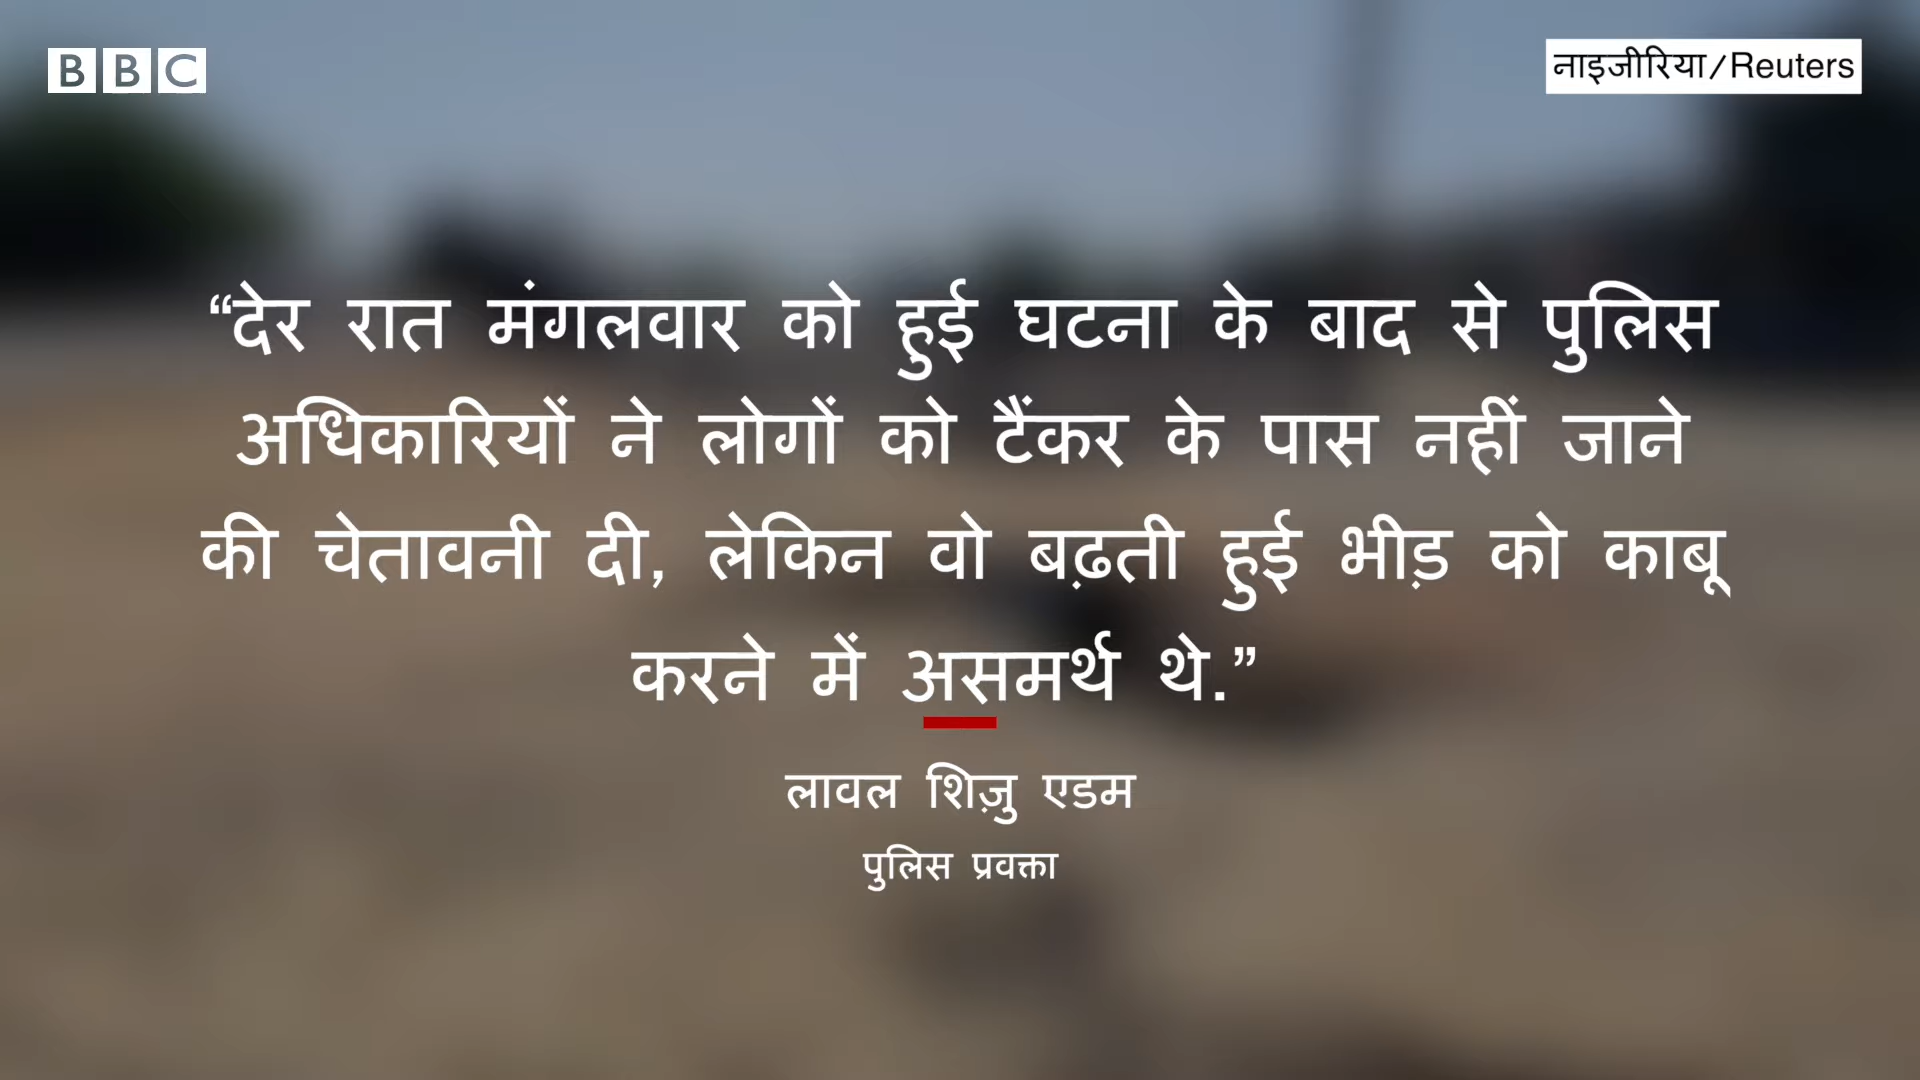 BBC
नाइजीरिया/Reuters
“देर रात मंगलवार को हुई घटना के बाद से पुलिस
अधिकारियों ने लोगों को टैंकर के पास नहीं जाने
की चेतावनी दी, लेकिन वो बढ़ती हुई भीड़ को काबू
करने में असमर्थ थे.”
लावल शिज़ु एडम
पुलिस प्रवक्ता